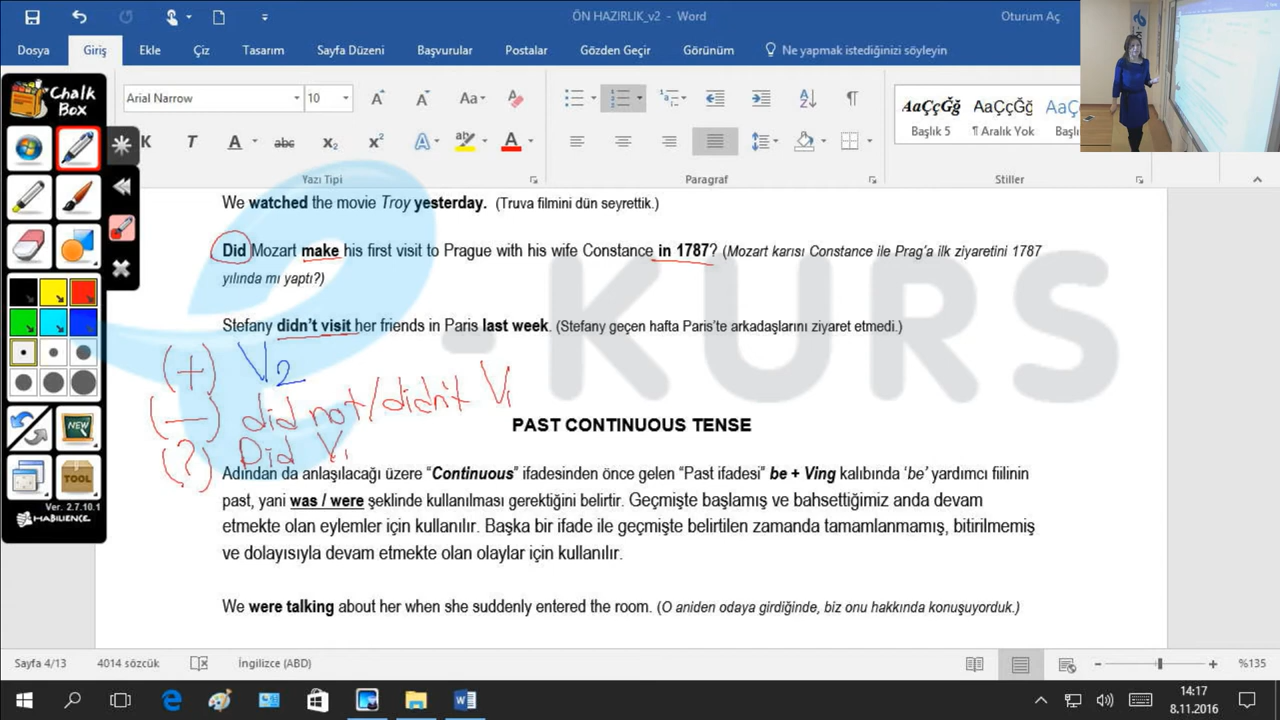 ÖN HAZIRLIK_v2 - Word
Oturum Aç
Dosya Giriş Ekle Çiz Tasarım Sayfa Düzeni Başvurular Postalar Gözden Geçir Görünüm Ne yapmak istediğinizi söyleyin
Chalk Box
Arial Narrow 10 A A Aa
K T A abc x₂ x² A A
AaÇçĞğ AaÇçĞğ AaÇ
Başlık 5 ¶ Aralık Yok Başl
Yazı Tipi Paragraf Stiller
We watched the movie Troy yesterday. (Truva filmini dün seyrettik.)
Did Mozart make his first visit to Prague with his wife Constance in 1787? (Mozart karısı Constance ile Prag'a ilk ziyaretini 1787
yılında mı yaptı?)
Stefany didn't visit her friends in Paris last week. (Stefany geçen hafta Paris'te arkadaşlarını ziyaret etmedi.)
-KURS
(+) V2
(—) did not/didn't V1
(?) Did V1
PAST CONTINUOUS TENSE
Adından da anlaşılacağı üzere “Continuous” ifadesinden önce gelen “Past ifadesi” be + Ving kalıbında ‘be’ yardımcı fiilinin
past, yani was / were şeklinde kullanılması gerektiğini belirtir. Geçmişte başlamış ve bahsettiğimiz anda devam
etmekte olan eylemler için kullanılır. Başka bir ifade ile geçmişte belirtilen zamanda tamamlanmamış, bitirilmemiş
ve dolayısıyla devam etmekte olan olaylar için kullanılır.
We were talking about her when she suddenly entered the room. (O aniden odaya girdiğinde, biz onu hakkında konuşuyorduk.)
NEW
TOOL
Ver. 2.7.10.1
HABILIENCE
Sayfa 4/13 4014 sözcük İngilizce (ABD) %135
14:17
8.11.2016